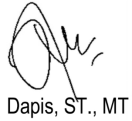 Dapis, ST., MT